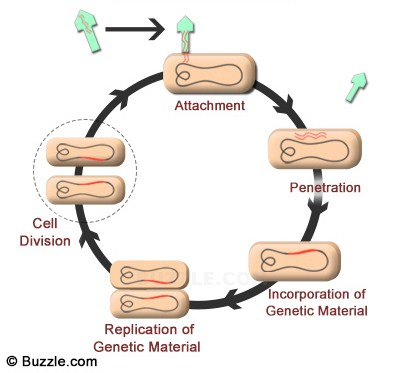 Attachment
Penetration
Cell
Division
Incorporation of
Genetic Material
Replication of
Genetic Material
© Buzzle.com